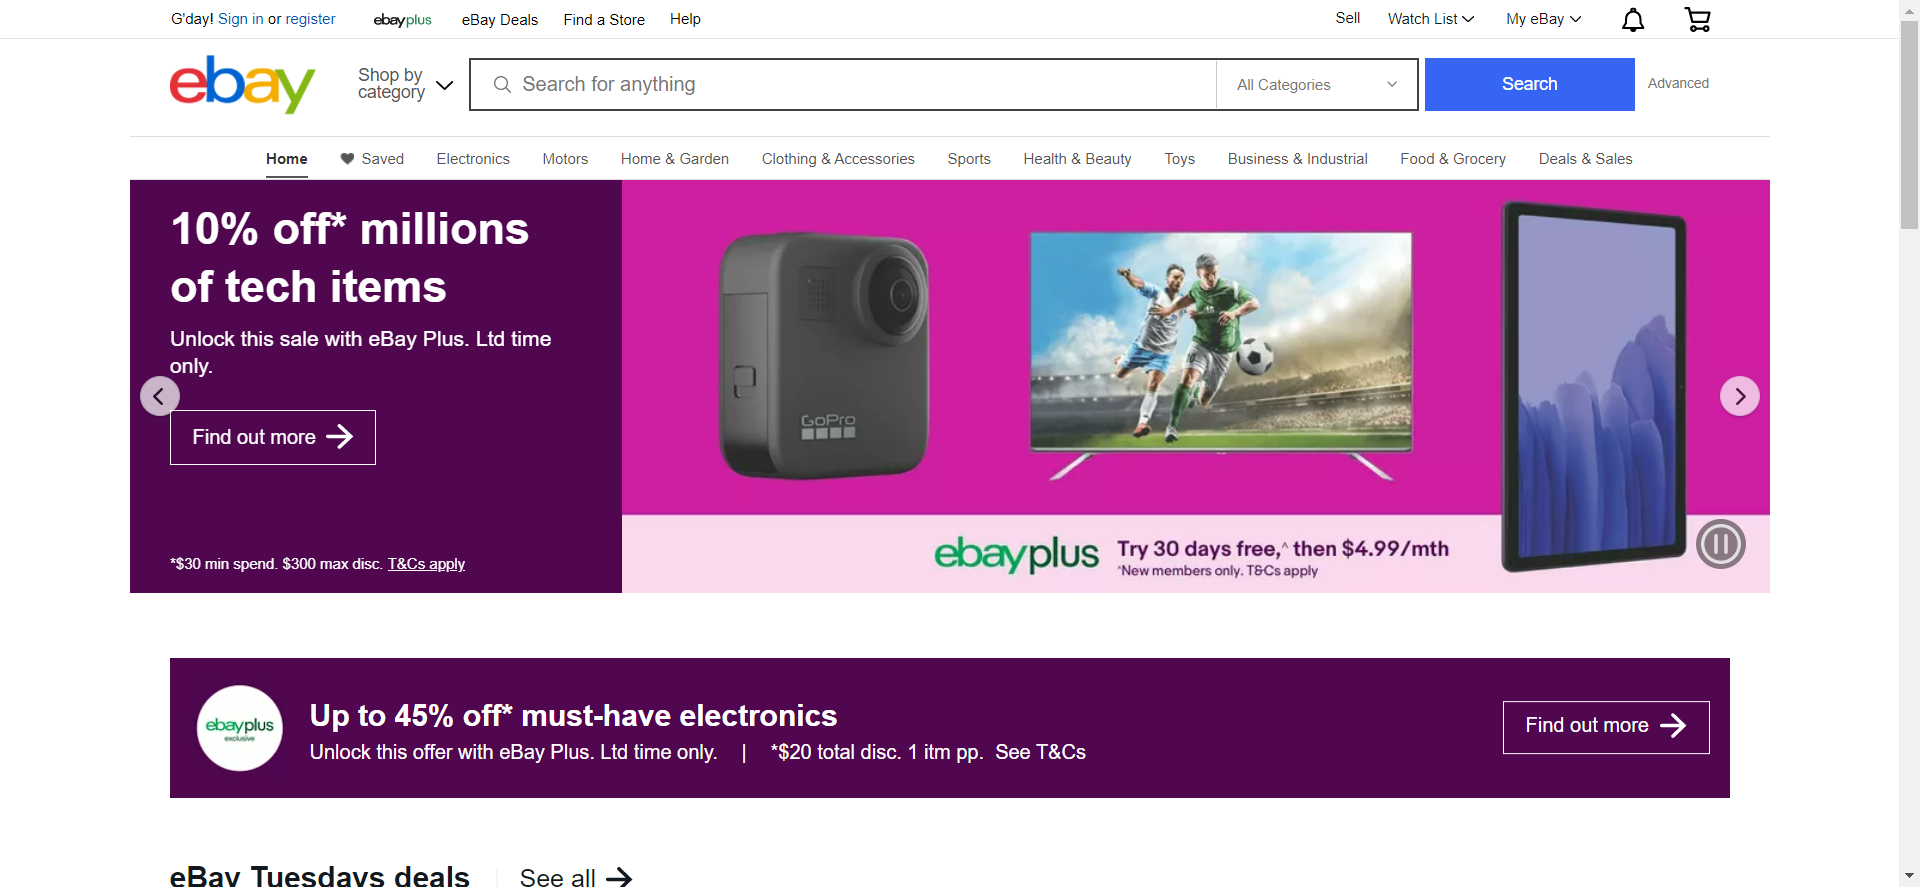 G'day! Sign in or register
ebayplus
eBay Deals
Find a Store
Help
Sell
Watch List
My eBay
ebay
Shop by
category
Search for anything
All Categories
Search
Advanced
Home
Saved
Electronics
Motors
Home & Garden
Clothing & Accessories
Sports
Health & Beauty
Toys
Business & Industrial
Food & Grocery
Deals & Sales
10% off* millions
of tech items
Unlock this sale with eBay Plus. Ltd time
only.
Find out more
*$30 min spend. $300 max disc. T&Cs apply
GoPro
ebayplus
Try 30 days free,^ then $4.99/mth
^New members only. T&Cs apply
ebayplus
exclusive
Up to 45% off* must-have electronics
Unlock this offer with eBay Plus. Ltd time only. | *$20 total disc. 1 itm pp. See T&Cs
Find out more
eBay Tuesdays deals
See all